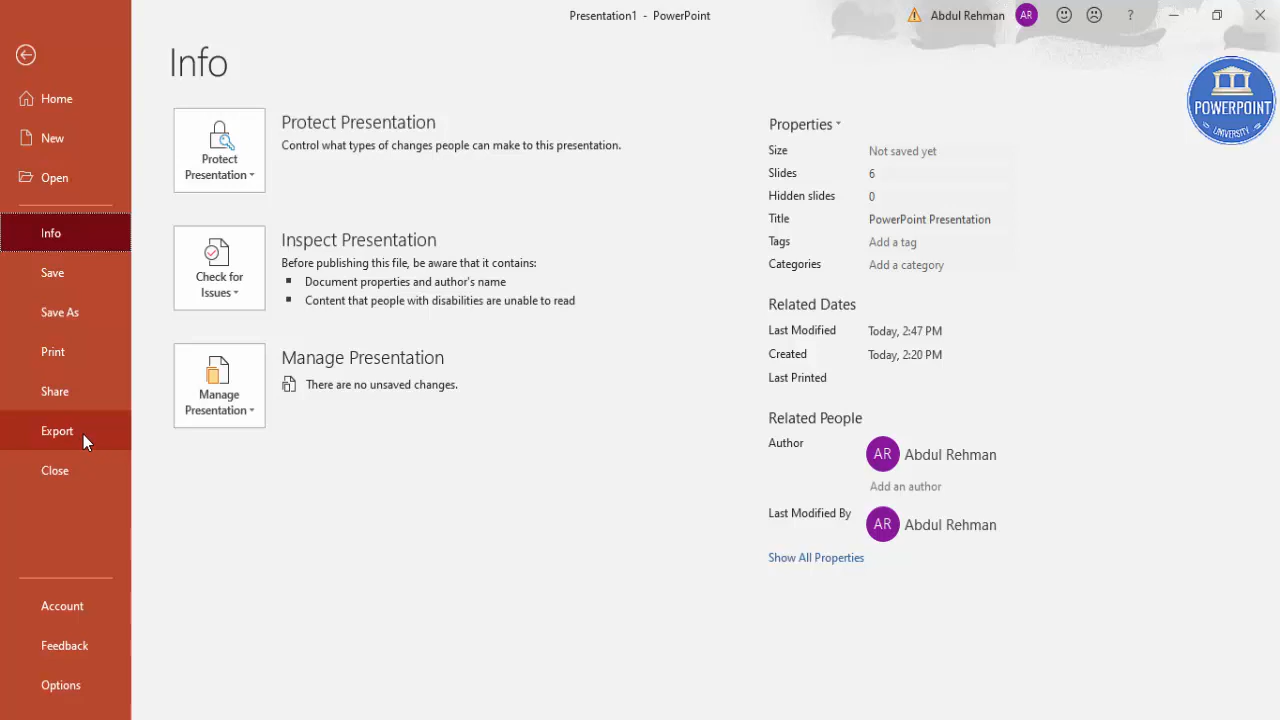 Presentation1 - PowerPoint
Abdul Rehman
AR
?
POWERPOINT
UNIVERSITY
Home
New
Open
Info
Save
Save As
Print
Share
Export
Close
Account
Feedback
Options
Info
Protect
Presentation
Protect Presentation
Control what types of changes people can make to this presentation.
Check for
Issues
Inspect Presentation
Before publishing this file, be aware that it contains:
Document properties and author's name
Content that people with disabilities are unable to read
Manage
Presentation
Manage Presentation
There are no unsaved changes.
Properties
Size Not saved yet
Slides 6
Hidden slides 0
Title PowerPoint Presentation
Tags Add a tag
Categories Add a category
Related Dates
Last Modified Today, 2:47 PM
Created Today, 2:20 PM
Last Printed
Related People
Author AR Abdul Rehman
Add an author
Last Modified By AR Abdul Rehman
Show All Properties